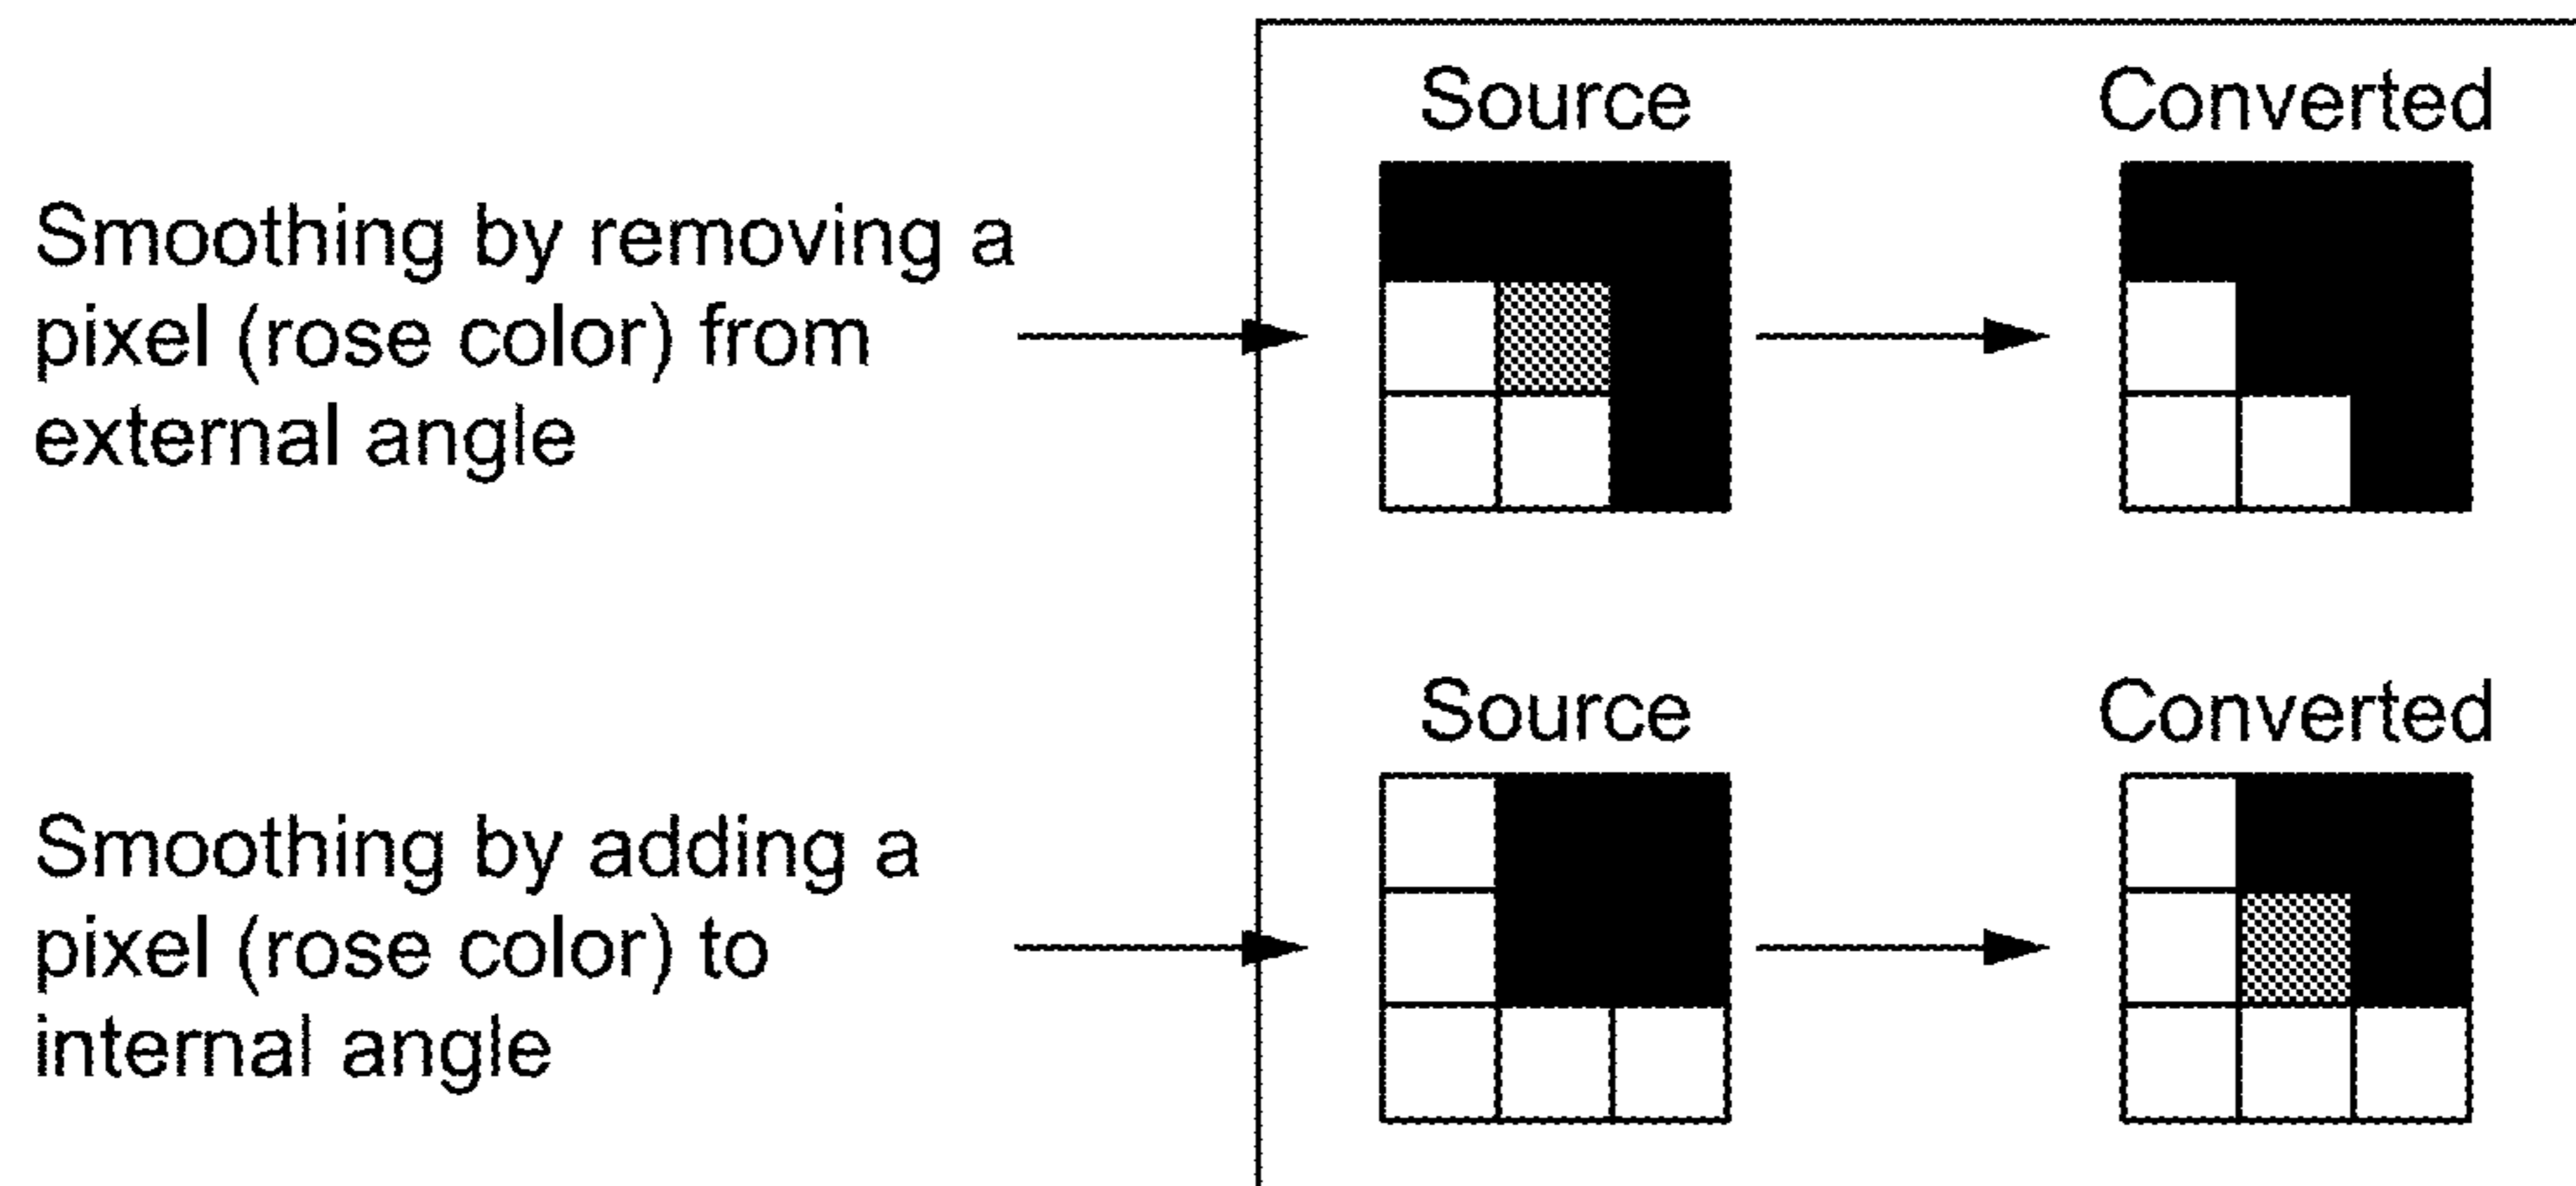 Source
Converted
Smoothing by removing a
pixel (rose color) from
external angle
Source
Converted
Smoothing by adding a
pixel (rose color) to
internal angle